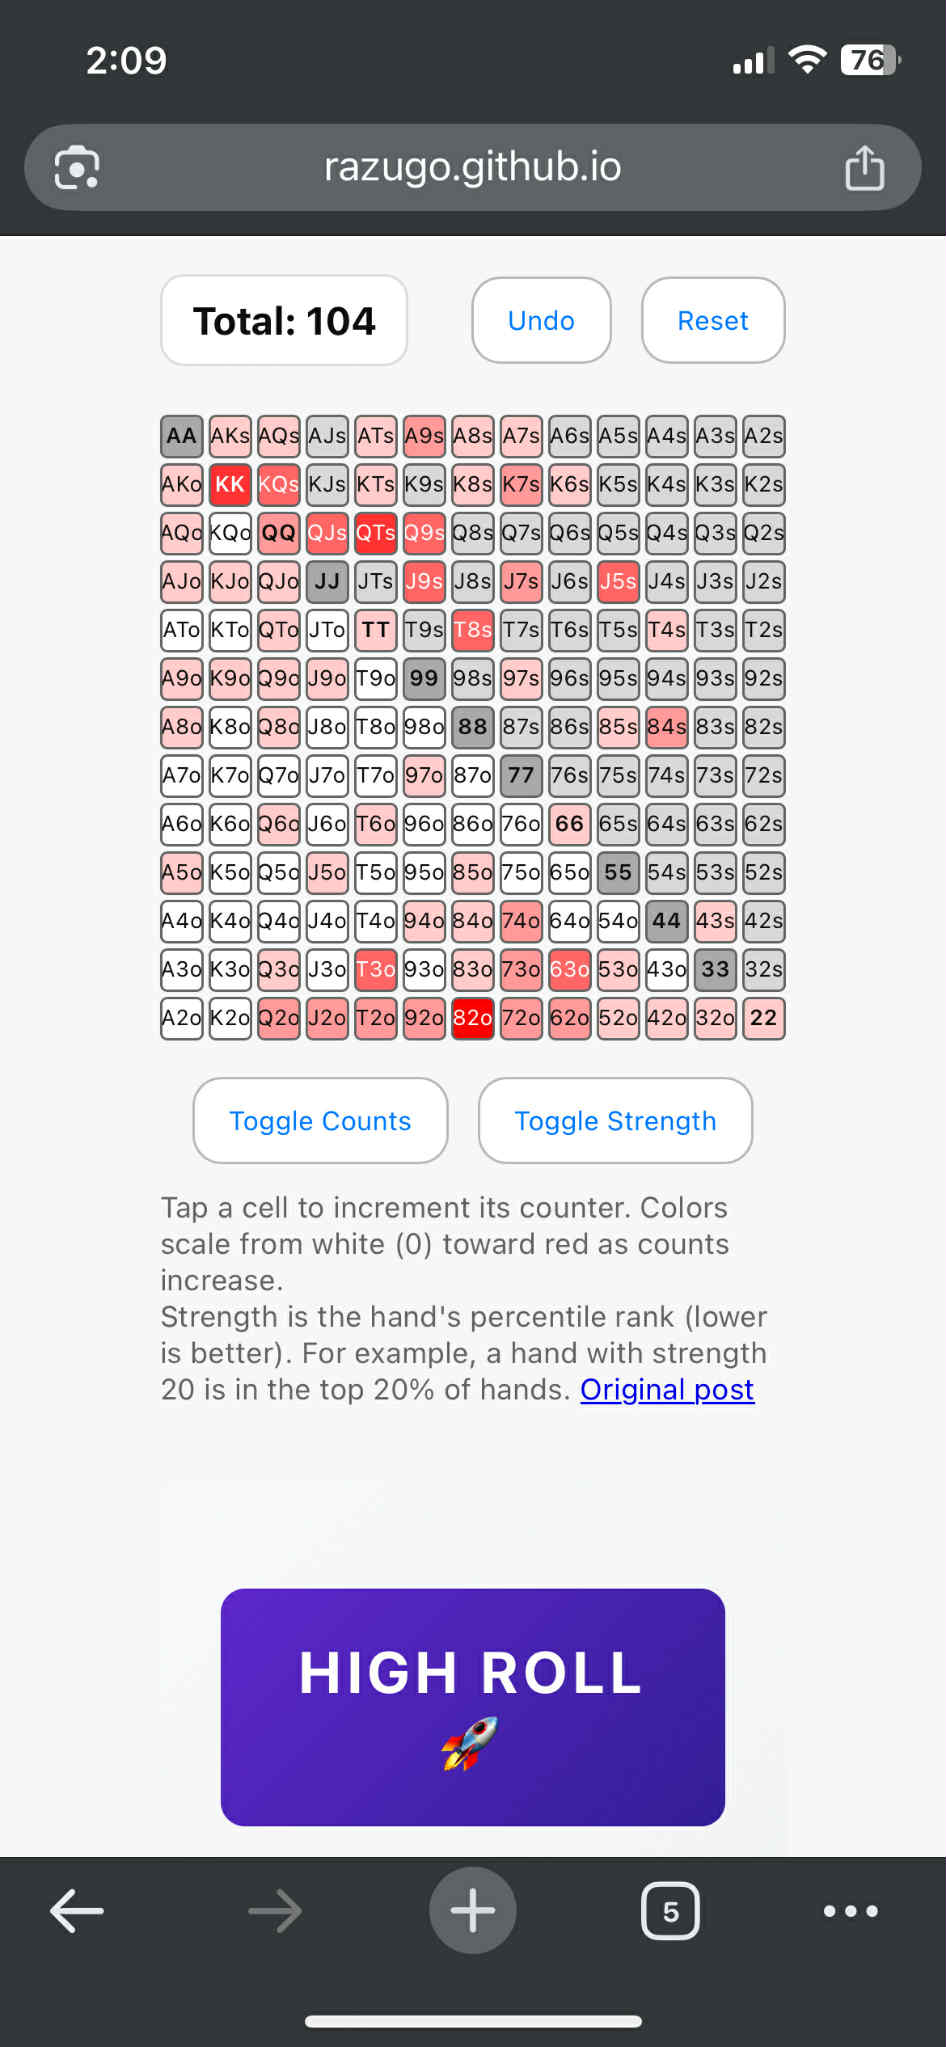 2:09
76
razugo.github.io
Total: 104
Undo
Reset
AA AKs AQs AJs ATs A9s A8s A7s A6s A5s A4s A3s A2s
AKo KK KQs KJs KTs K9s K8s K7s K6s K5s K4s K3s K2s
AQo KQo QQ QJs QTs Q9s Q8s Q7s Q6s Q5s Q4s Q3s Q2s
AJo KJo QJo JJ JTs J9s J8s J7s J6s J5s J4s J3s J2s
ATo KTo QTo JTo TT T9s T8s T7s T6s T5s T4s T3s T2s
A9o K9o Q9o J9o T9o 99 98s 97s 96s 95s 94s 93s 92s
A8o K8o Q8o J8o T8o 98o 88 87s 86s 85s 84s 83s 82s
A7o K7o Q7o J7o T7o 97o 87o 77 76s 75s 74s 73s 72s
A6o K6o Q6o J6o T6o 96o 86o 76o 66 65s 64s 63s 62s
A5o K5o Q5o J5o T5o 95o 85o 75o 65o 55 54s 53s 52s
A4o K4o Q4o J4o T4o 94o 84o 74o 64o 54o 44 43s 42s
A3o K3o Q3o J3o T3o 93o 83o 73o 63o 53o 43o 33 32s
A2o K2o Q2o J2o T2o 92o 82o 72o 62o 52o 42o 32o 22
Toggle Counts
Toggle Strength
Tap a cell to increment its counter. Colors
scale from white (0) toward red as counts
increase.
Strength is the hand's percentile rank (lower
is better). For example, a hand with strength
20 is in the top 20% of hands. Original post
HIGH ROLL
5